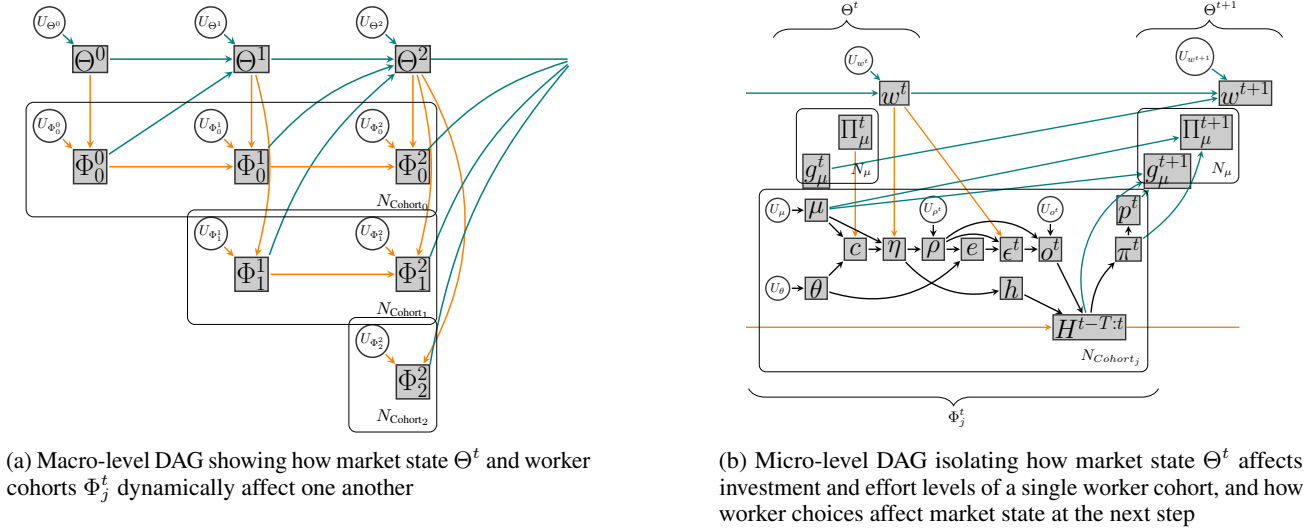 U_{Θ^0}
U_{Θ^1}
U_{Θ^2}
Θ^0
Θ^1
Θ^2
U_{Φ_0^0}
U_{Φ_0^1}
U_{Φ_0^2}
Φ_0^0
Φ_0^1
Φ_0^2
N_{Cohort_0}
U_{Φ_1^1}
U_{Φ_1^2}
Φ_1^1
Φ_1^2
N_{Cohort_1}
U_{Φ_2^2}
Φ_2^2
N_{Cohort_2}
(a) Macro-level DAG showing how market state Θ^t and worker
cohorts Φ_j^t dynamically affect one another
Θ^t
Θ^{t+1}
U_{w^t}
U_{w^{t+1}}
w^t
w^{t+1}
Π_μ^t
Π_μ^{t+1}
g_μ^t
N_μ
g_μ^{t+1}
N_μ
U_μ
μ
U_{ρ^t}
U_{o^t}
p^t
c
η
ρ
e
ϵ^t
o^t
π^t
U_θ
θ
h
H^{t−T:t}
N_{Cohort_j}
Φ_j^t
(b) Micro-level DAG isolating how market state Θ^t affects
investment and effort levels of a single worker cohort, and how
worker choices affect market state at the next step